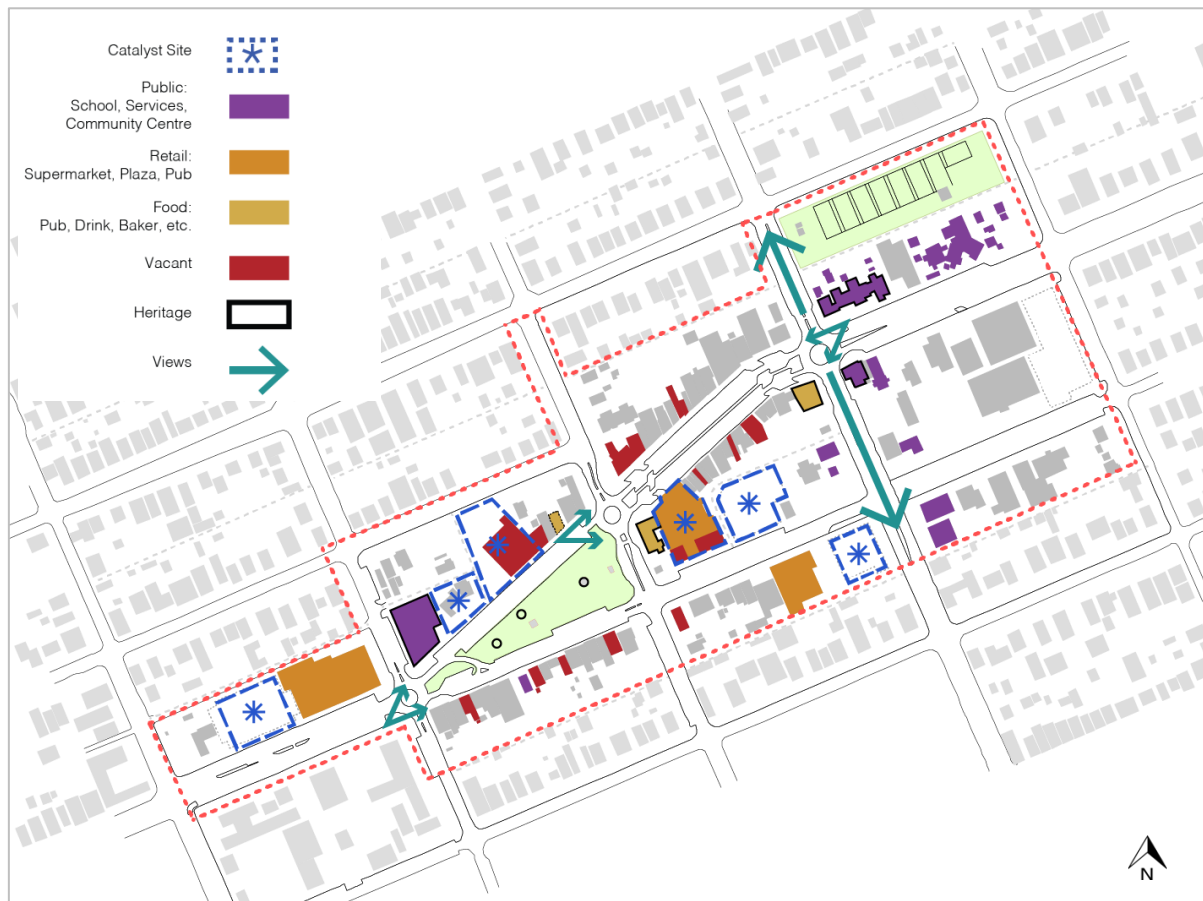 Catalyst Site
Public:
School, Services,
Community Centre
Retail:
Supermarket, Plaza, Pub
Food:
Pub, Drink, Baker, etc.
Vacant
Heritage
Views
N